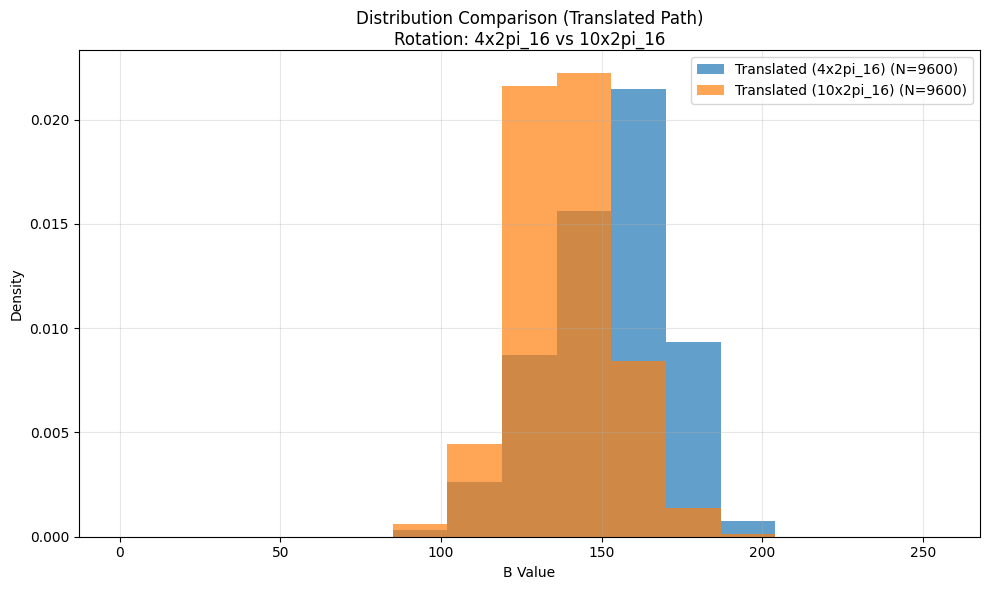 Distribution Comparison (Translated Path)
Rotation: 4x2pi_16 vs 10x2pi_16
Translated (4x2pi_16) (N=9600)
Translated (10x2pi_16) (N=9600)
Density
0.020
0.015
0.010
0.005
0.000
0 50 100 150 200 250
B Value